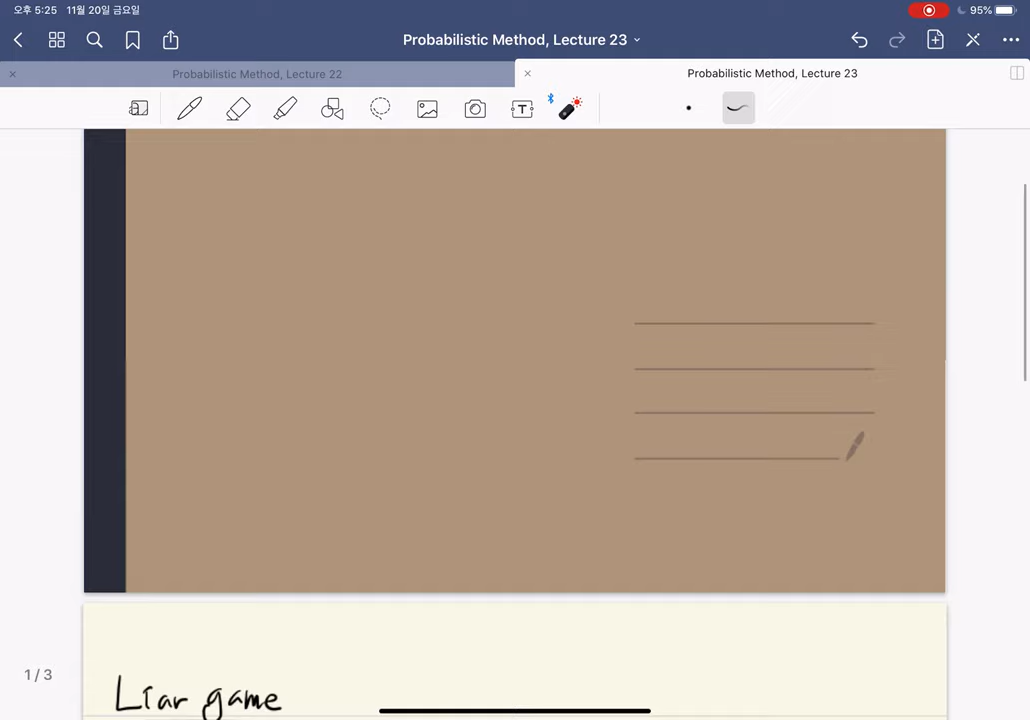 오후 5:25 11월 20일 금요일 95%
Probabilistic Method, Lecture 23
Probabilistic Method, Lecture 22
Probabilistic Method, Lecture 23
T
1 / 3
Liar game